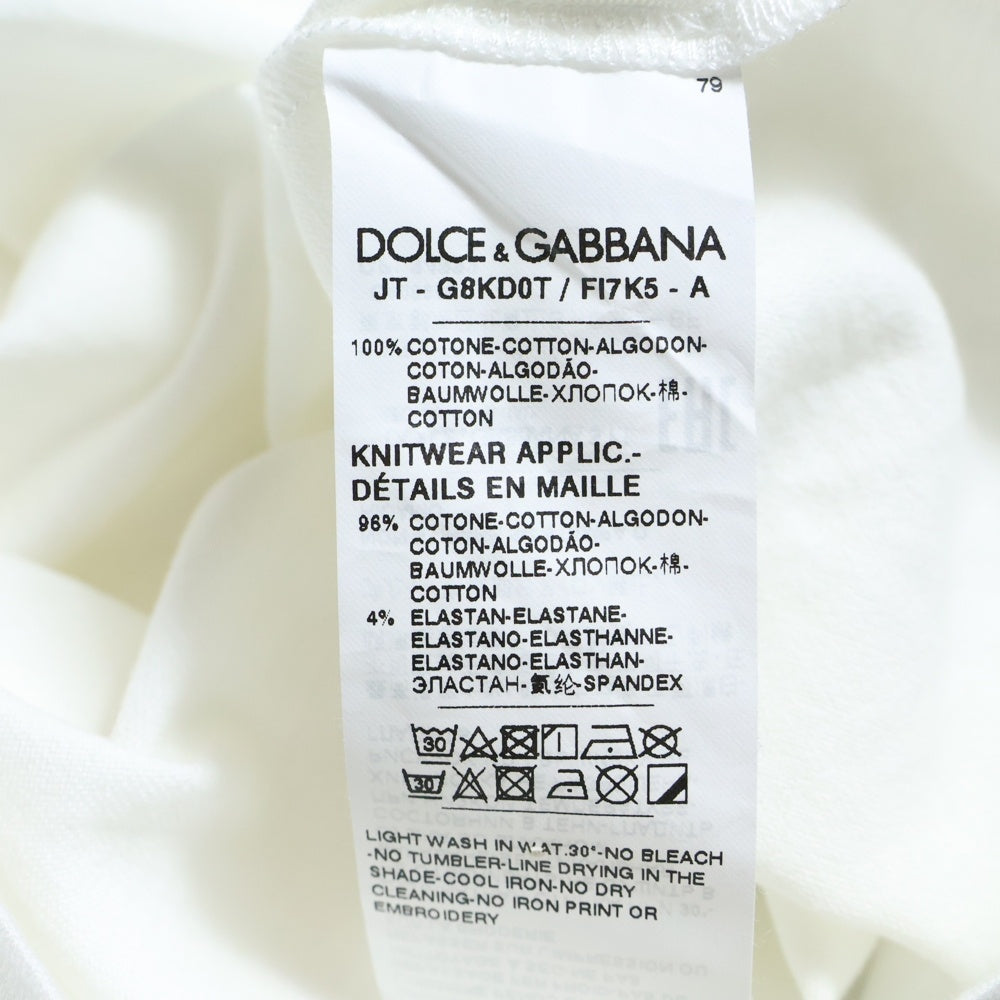 79
DOLCE & GABBANA
JT - G8KD0T / FI7K5 - A
100% COTONE-COTTON-ALGODON-
COTON-ALGODÃO-
BAUMWOLLE-ХЛОПОК-棉-
COTTON
KNITWEAR APPLIC.-
DÉTAILS EN MAILLE
96% COTONE-COTTON-ALGODON-
COTON-ALGODÃO-
BAUMWOLLE-ХЛОПОК-棉-
COTTON
4% ELASTAN-ELASTANE-
ELASTANO-ELASTHANNE-
ELASTANO-ELASTHAN-
ЭЛАСТАН-氨纶-SPANDEX
30
30
LIGHT WASH IN WAT.30°-NO BLEACH
-NO TUMBLER-LINE DRYING IN THE
SHADE-COOL IRON-NO DRY
CLEANING-NO IRON PRINT OR
EMBROIDERY